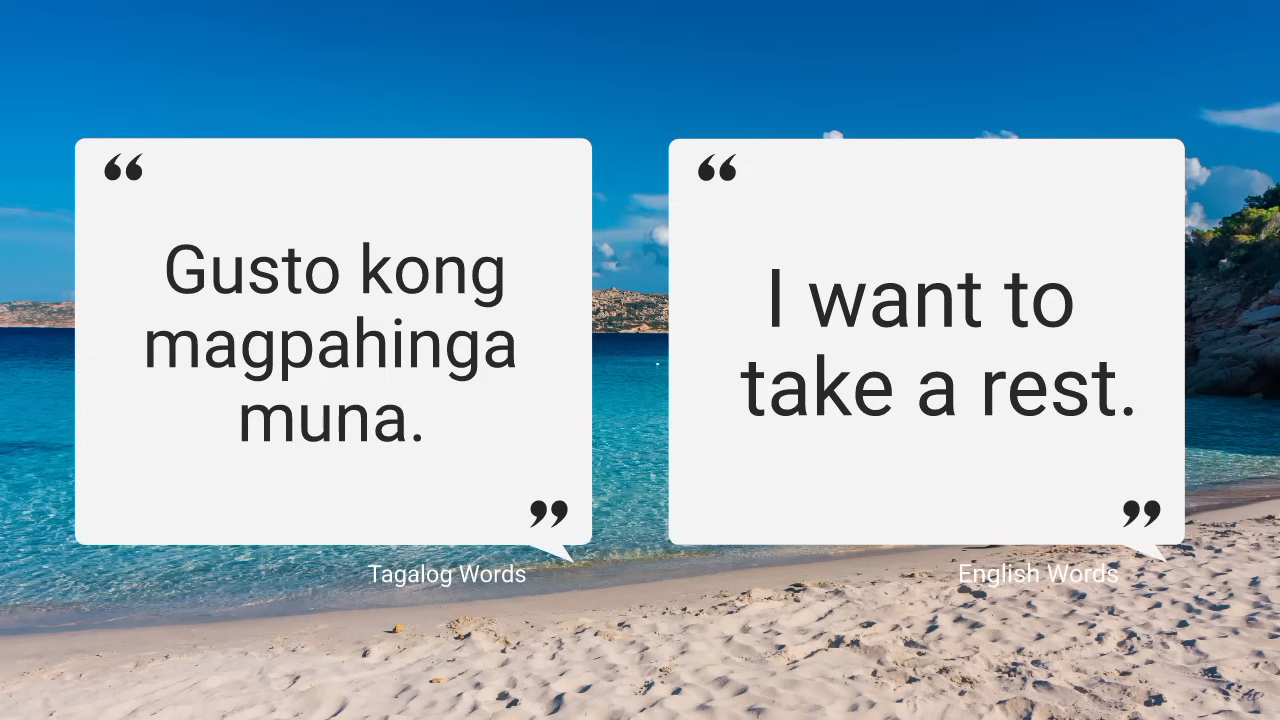 “
Gusto kong
magpahinga
muna.
”
Tagalog Words
“
I want to
take a rest.
”
English Words